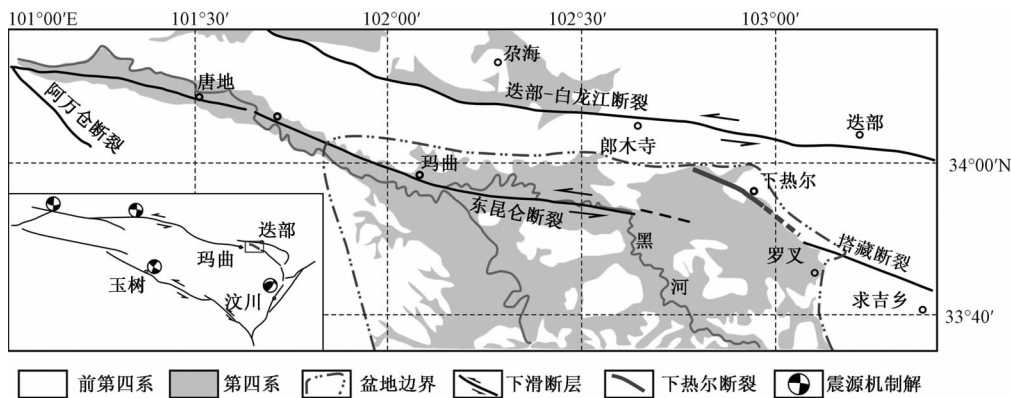 101°00′E 101°30′ 102°00′ 102°30′ 103°00′
尕海
唐地
迭部-白龙江断裂
阿万仓断裂
迭部
郎木寺
34°00′N
玛曲
下热尔
东昆仑断裂
塔藏断裂
黑河
罗叉
求吉乡
33°40′
迭部
玛曲
玉树
汶川
前第四系 第四系 盆地边界 下滑断层 下热尔断裂 震源机制解